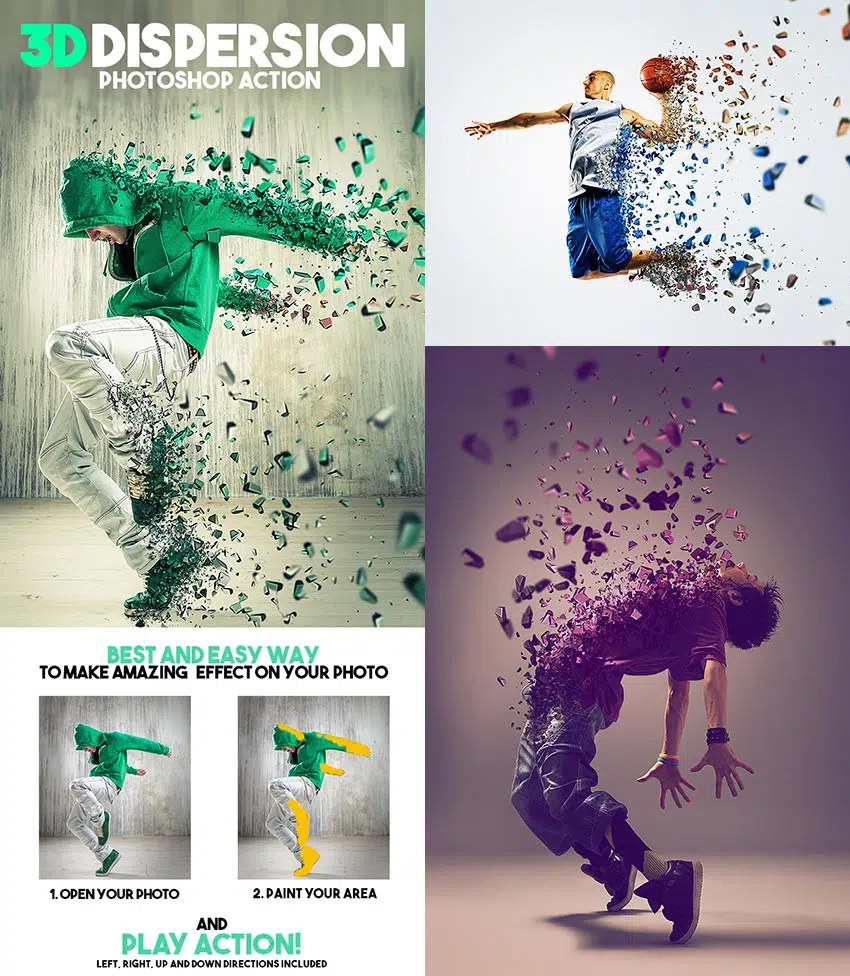 3D DISPERSION
PHOTOSHOP ACTION
BEST AND EASY WAY
TO MAKE AMAZING EFFECT ON YOUR PHOTO
1. OPEN YOUR PHOTO
2. PAINT YOUR AREA
AND
PLAY ACTION!
LEFT, RIGHT, UP AND DOWN DIRECTIONS INCLUDED